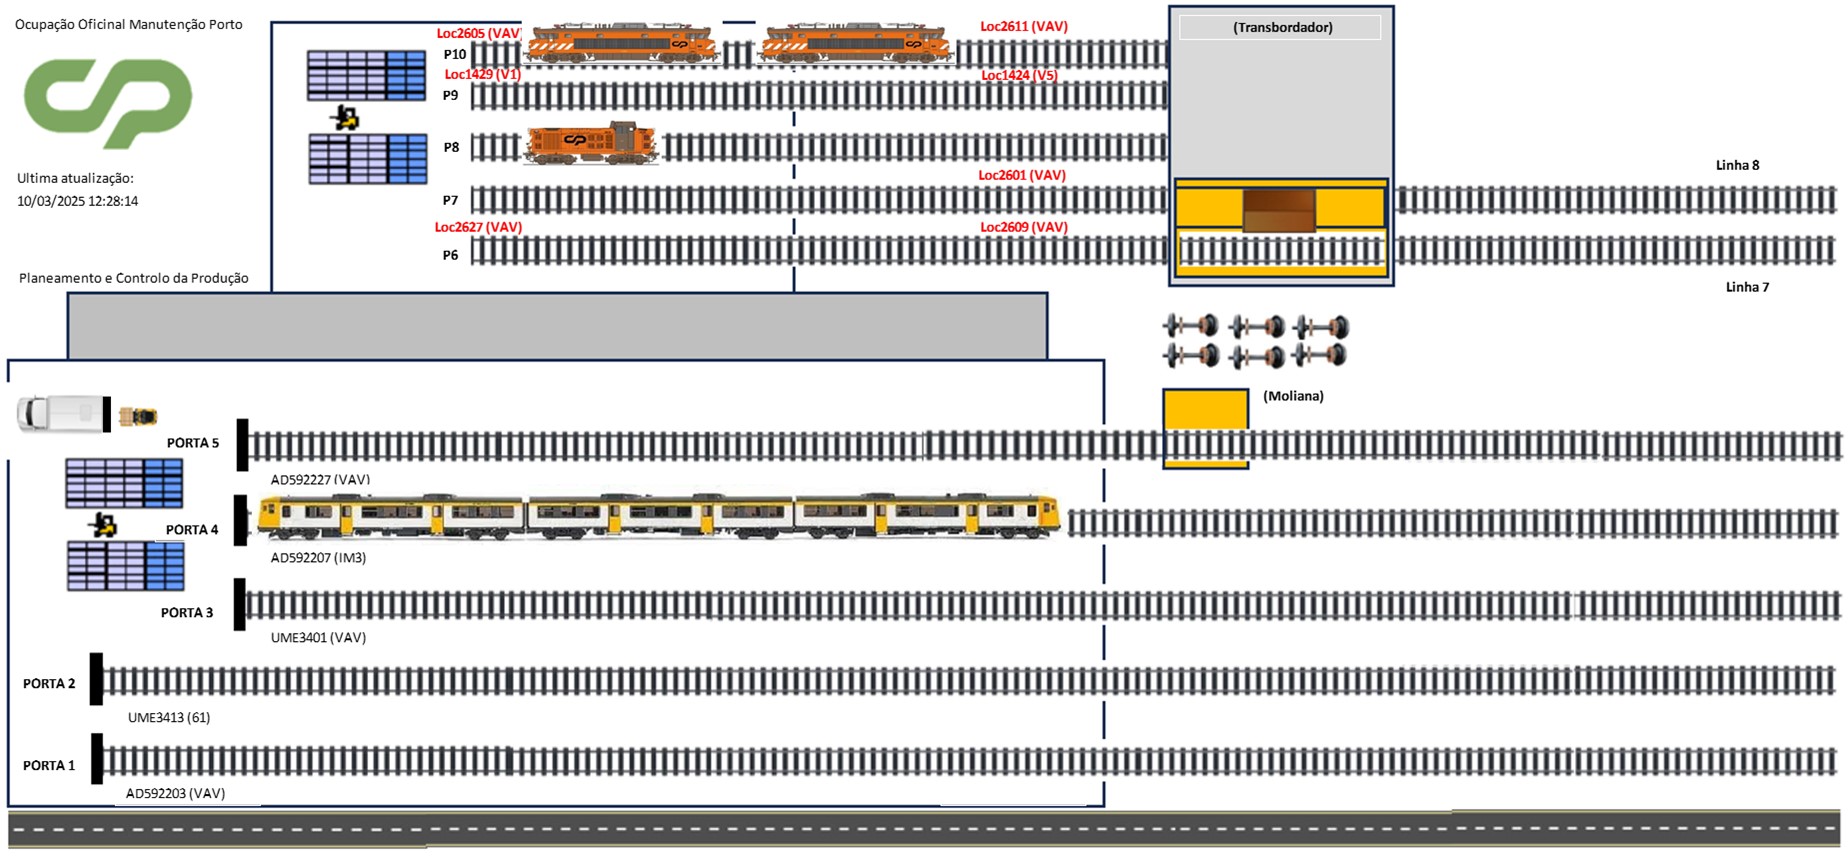 Ocupação Oficinal Manutenção Porto
Ultima atualização:
10/03/2025 12:28:14
Planeamento e Controlo da Produção
Loc2605 (VAV)
Loc2611 (VAV)
P10
Loc1429 (V1)
Loc1424 (V5)
P9
P8
Loc2601 (VAV)
P7
Loc2627 (VAV)
Loc2609 (VAV)
P6
(Transbordador)
Linha 8
Linha 7
(Moliana)
PORTA 5
AD592227 (VAV)
PORTA 4
AD592207 (IM3)
PORTA 3
UME3401 (VAV)
PORTA 2
UME3413 (61)
PORTA 1
AD592203 (VAV)